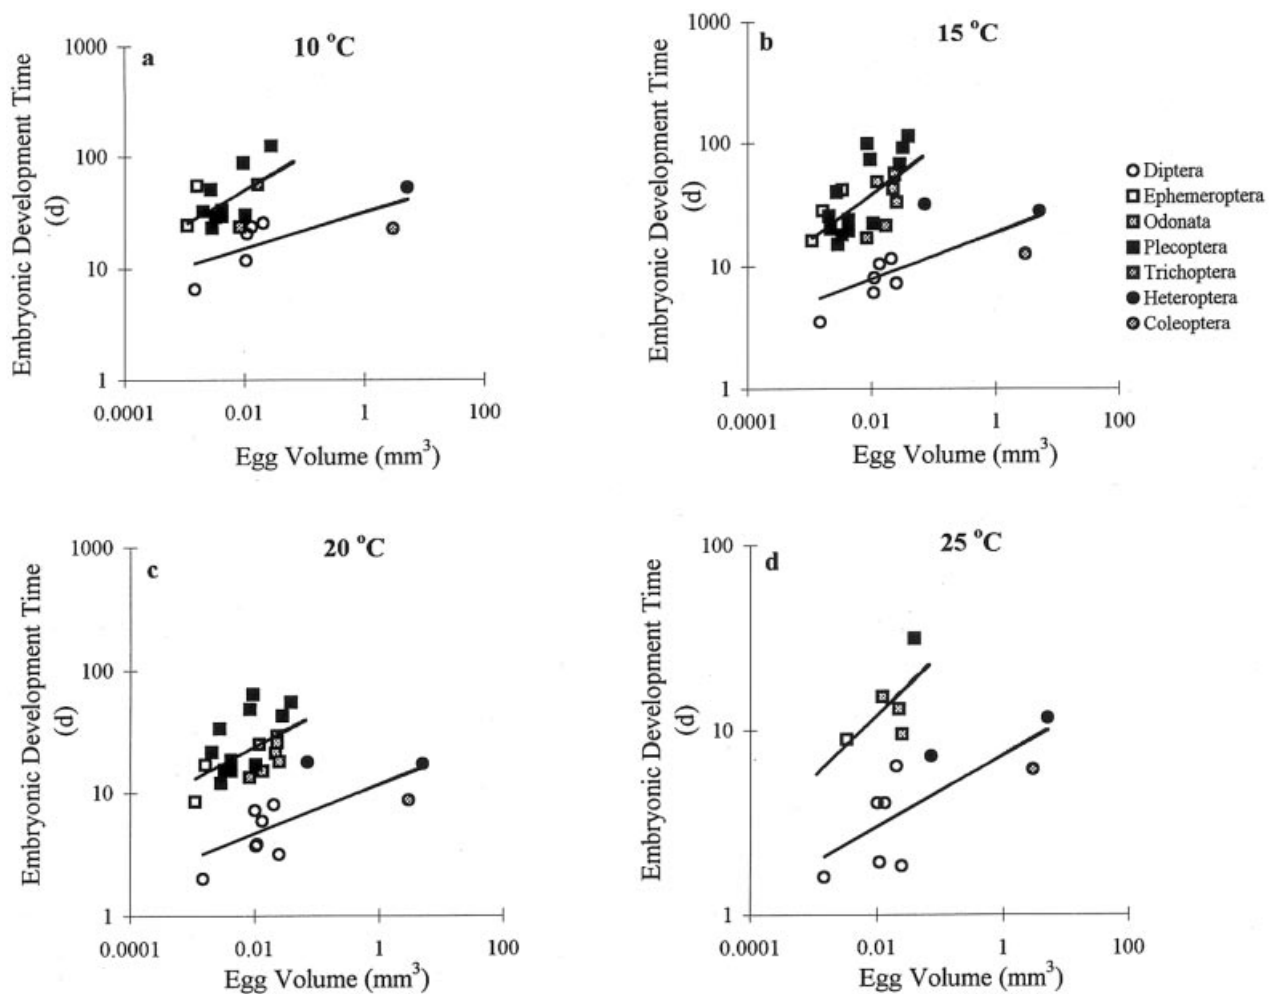 a
10 °C
Embryonic Development Time
(d)
1000
100
10
1
0.0001
0.01
1
100
Egg Volume (mm³)
b
15 °C
Embryonic Development Time
(d)
1000
100
10
1
0.0001
0.01
1
100
Egg Volume (mm³)
Diptera
Ephemeroptera
Odonata
Plecoptera
Trichoptera
Heteroptera
Coleoptera
c
20 °C
Embryonic Development Time
(d)
1000
100
10
1
0.0001
0.01
1
100
Egg Volume (mm³)
d
25 °C
Embryonic Development Time
(d)
100
10
1
0.0001
0.01
1
100
Egg Volume (mm³)